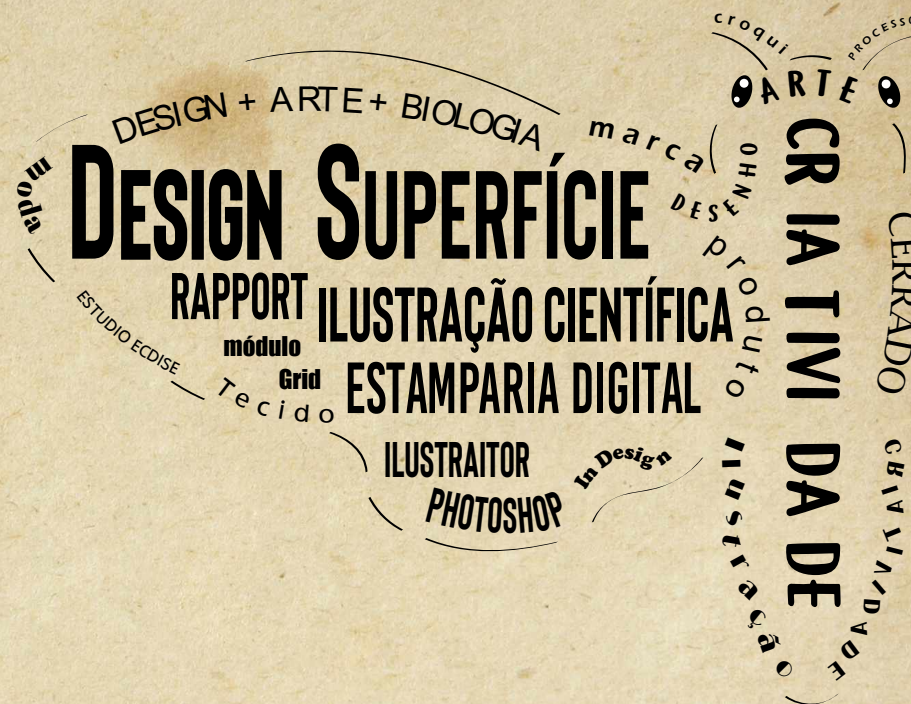 croqui
PROCESSO
ARTE
DESIGN + ARTE + BIOLOGIA
marca
moda
DESIGN SUPERFÍCIE
DESENHO
CRIATIVIDADE
produto
CERRADO
RAPPORT
ILUSTRAÇÃO CIENTÍFICA
ESTUDIO ECDISE
módulo
Grid
ESTAMPARIA DIGITAL
Tecido
ILUSTRAITOR
In Design
PHOTOSHOP
Ilustração
CRIATIVIDADE